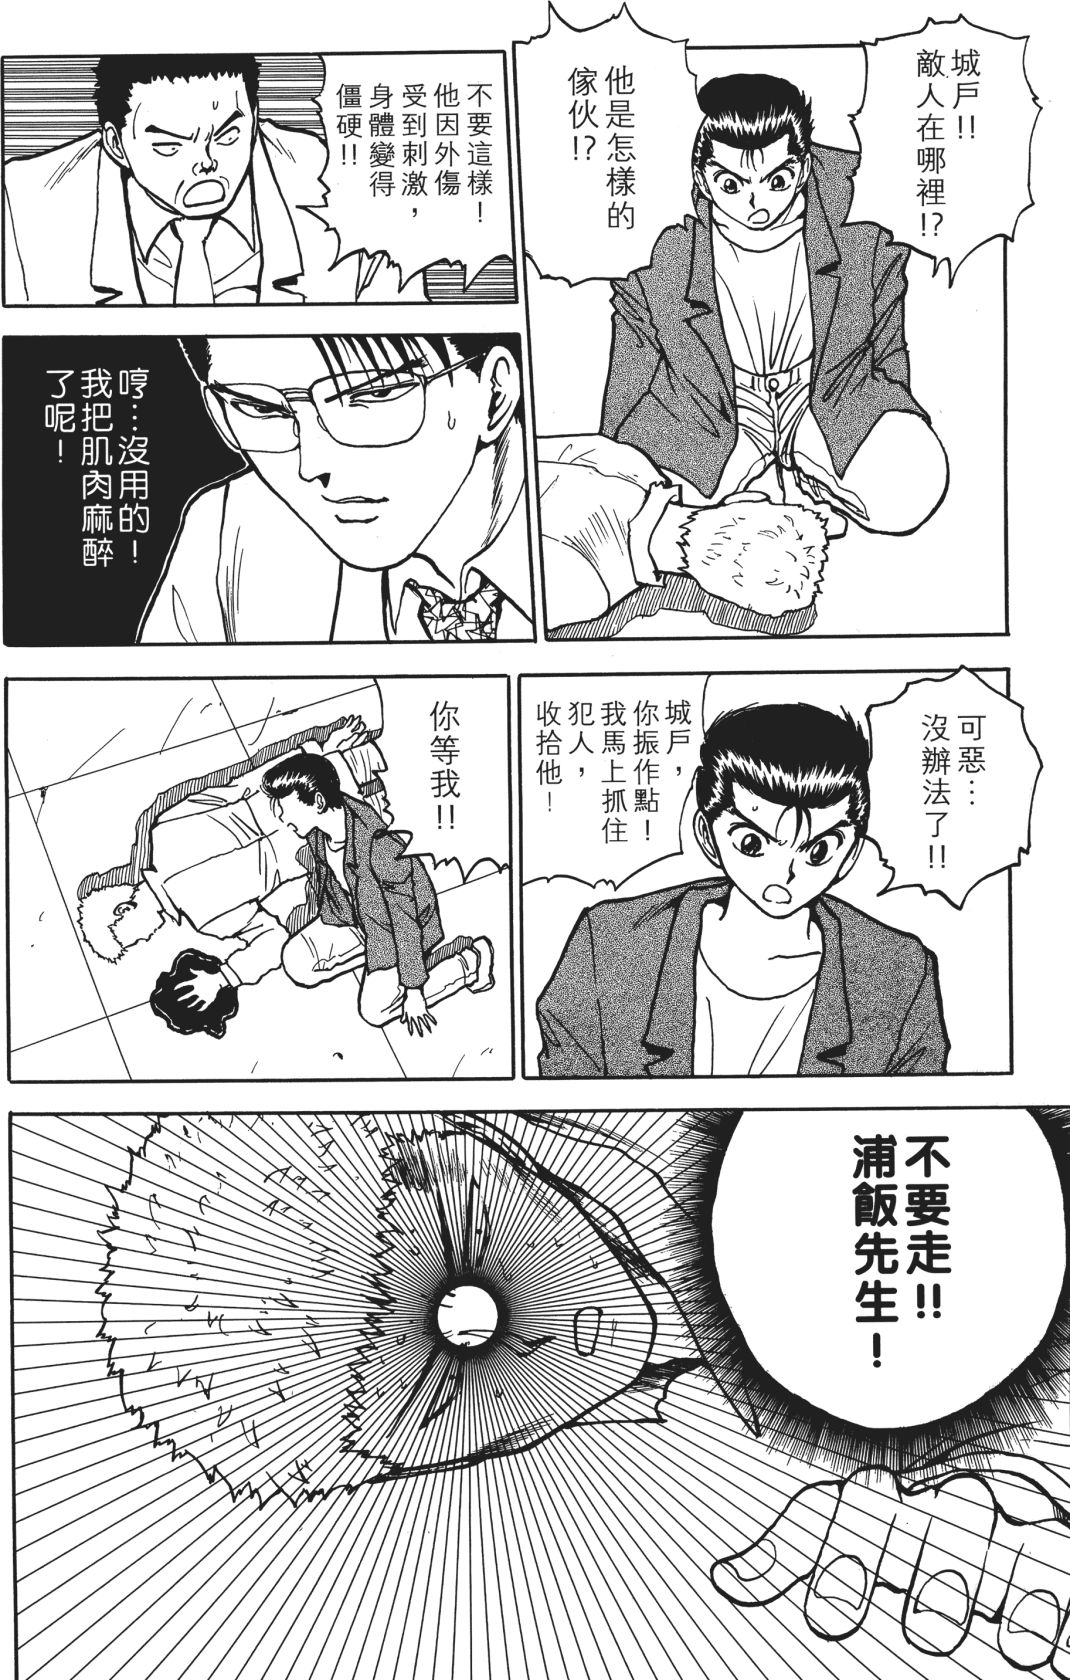 城戶!!
敵人在哪裡!?
他是怎樣的
傢伙!?
不要這樣！
他因外傷
受到刺激，
身體變得
僵硬!!
哼…沒用的！
我把肌肉麻醉
了呢！
可惡…
沒辦法了!!
城戶，
你振作點！
我馬上抓住
犯人，
收拾他！
你等我!!
不要走!!
浦飯先生！